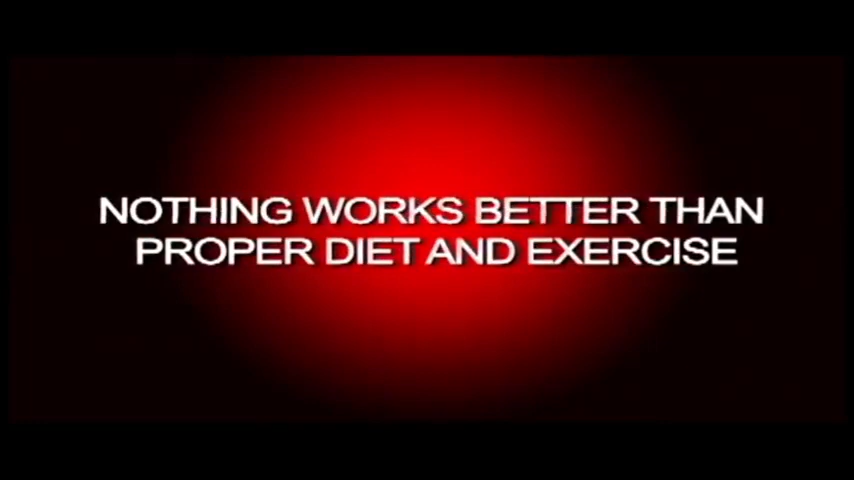 NOTHING WORKS BETTER THAN
PROPER DIET AND EXERCISE